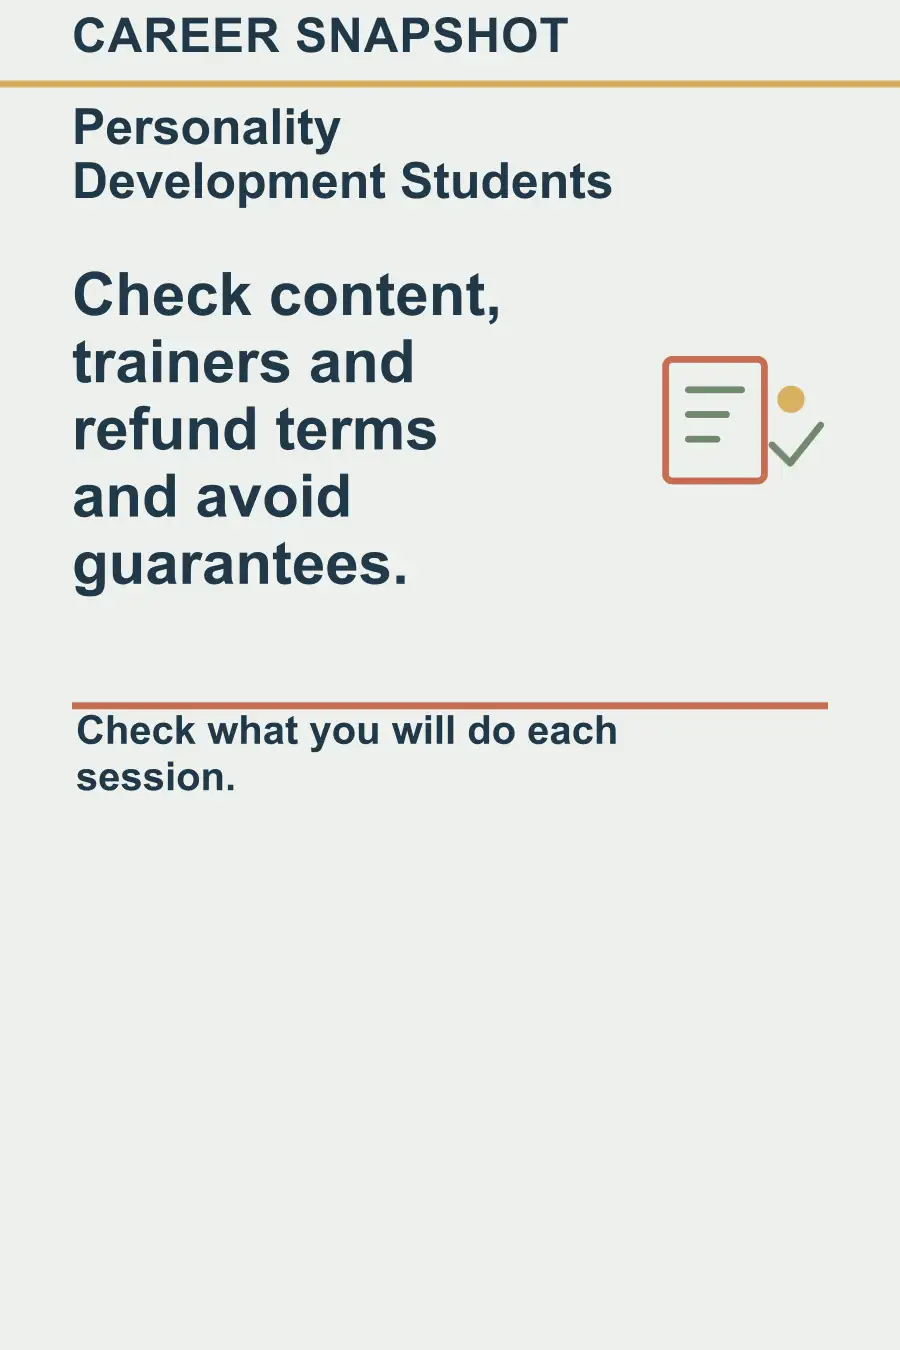 CAREER SNAPSHOT
Personality
Development Students
Check content,
trainers and
refund terms
and avoid
guarantees.
Check what you will do each
session.